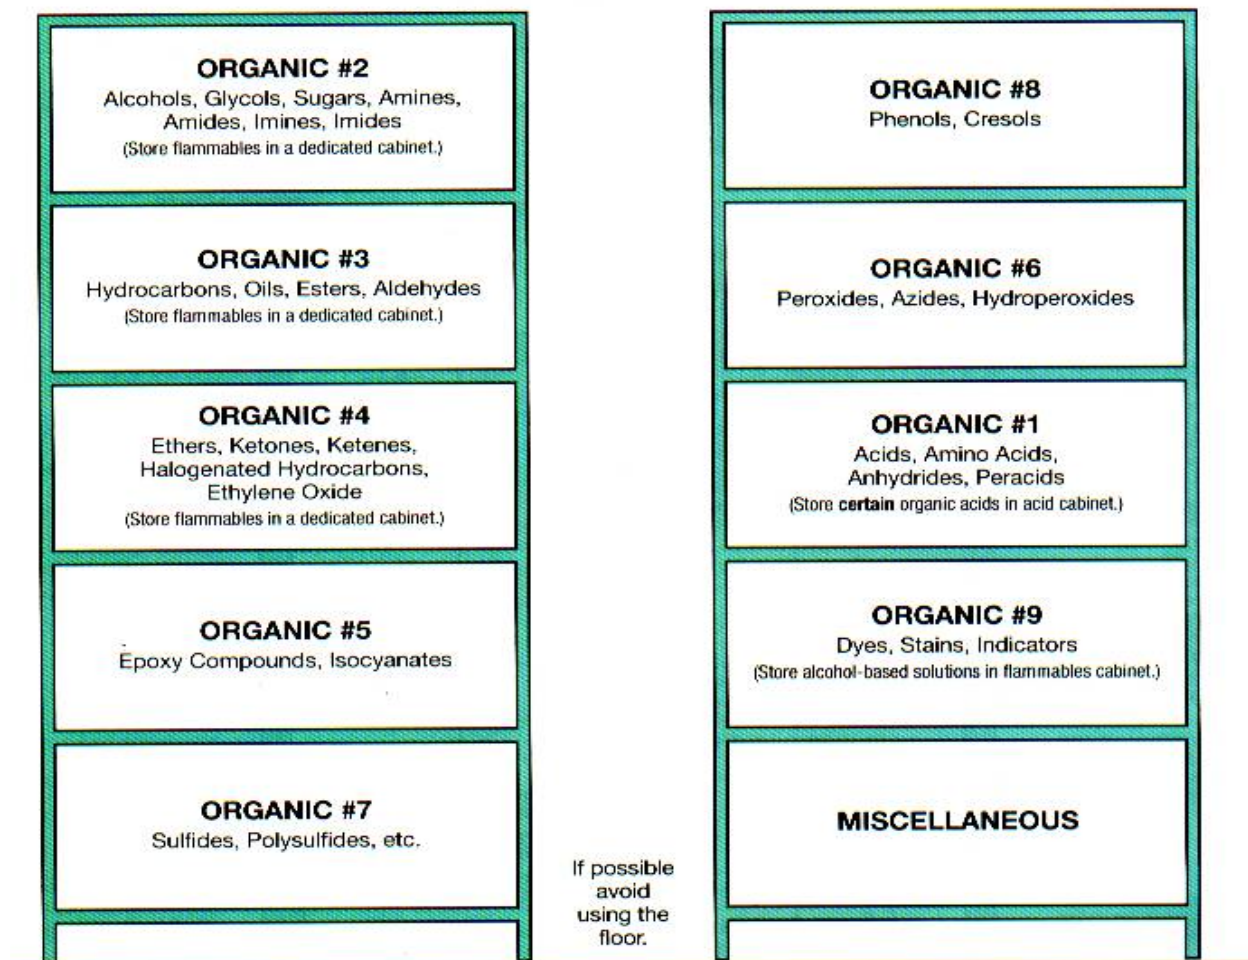 ORGANIC #2
Alcohols, Glycols, Sugars, Amines,
Amides, Imines, Imides
(Store flammables in a dedicated cabinet.)
ORGANIC #3
Hydrocarbons, Oils, Esters, Aldehydes
(Store flammables in a dedicated cabinet.)
ORGANIC #4
Ethers, Ketones, Ketenes,
Halogenated Hydrocarbons,
Ethylene Oxide
(Store flammables in a dedicated cabinet.)
ORGANIC #5
Epoxy Compounds, Isocyanates
ORGANIC #7
Sulfides, Polysulfides, etc.
If possible
avoid
using the
floor.
ORGANIC #8
Phenols, Cresols
ORGANIC #6
Peroxides, Azides, Hydroperoxides
ORGANIC #1
Acids, Amino Acids,
Anhydrides, Peracids
(Store certain organic acids in acid cabinet.)
ORGANIC #9
Dyes, Stains, Indicators
(Store alcohol-based solutions in flammables cabinet.)
MISCELLANEOUS